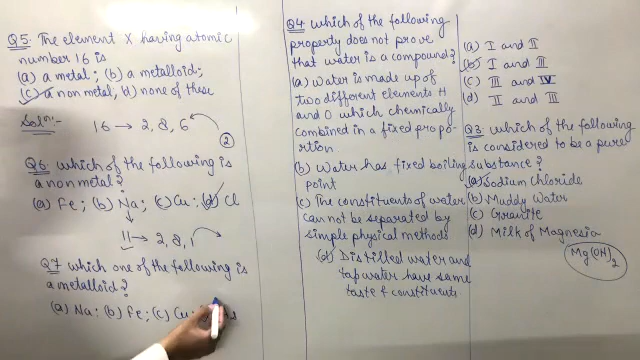 Q5. The element X having atomic
number 16 is
(a) a metal ; (b) a metalloid;
(c) a non metal; d) none of these
Soln:-
16 → 2, 8, 6
2
Q6. which of the following is
a non metal?
(a) Fe; (b) Na; (c) Cu; (d) Cl
11 → 2, 8, 1
Q7 which one of the following is
a metalloid?
(a) Na; (b) Fe; (c) Cu;
Q4. which of the following
property does not prove
that water is a compound?
(a) Water is made up of
two different elements H
and O which chemically
combined in a fixed propo-
rtion.
(b) Water has fixed boiling
point
(c) The constituents of water
can not be separated by
simple physical methods
(d) Distilled water and
tap water have same
taste & constituents
(a) I and II
(b) I and III
(c) III and IV
(d) II and III
Q3. which of the following
is considered to be a pure
substance?
(a) Sodium Chloride
(b) Muddy Water
(c) Granite
(d) Milk of Magnesia
Mg(OH)2